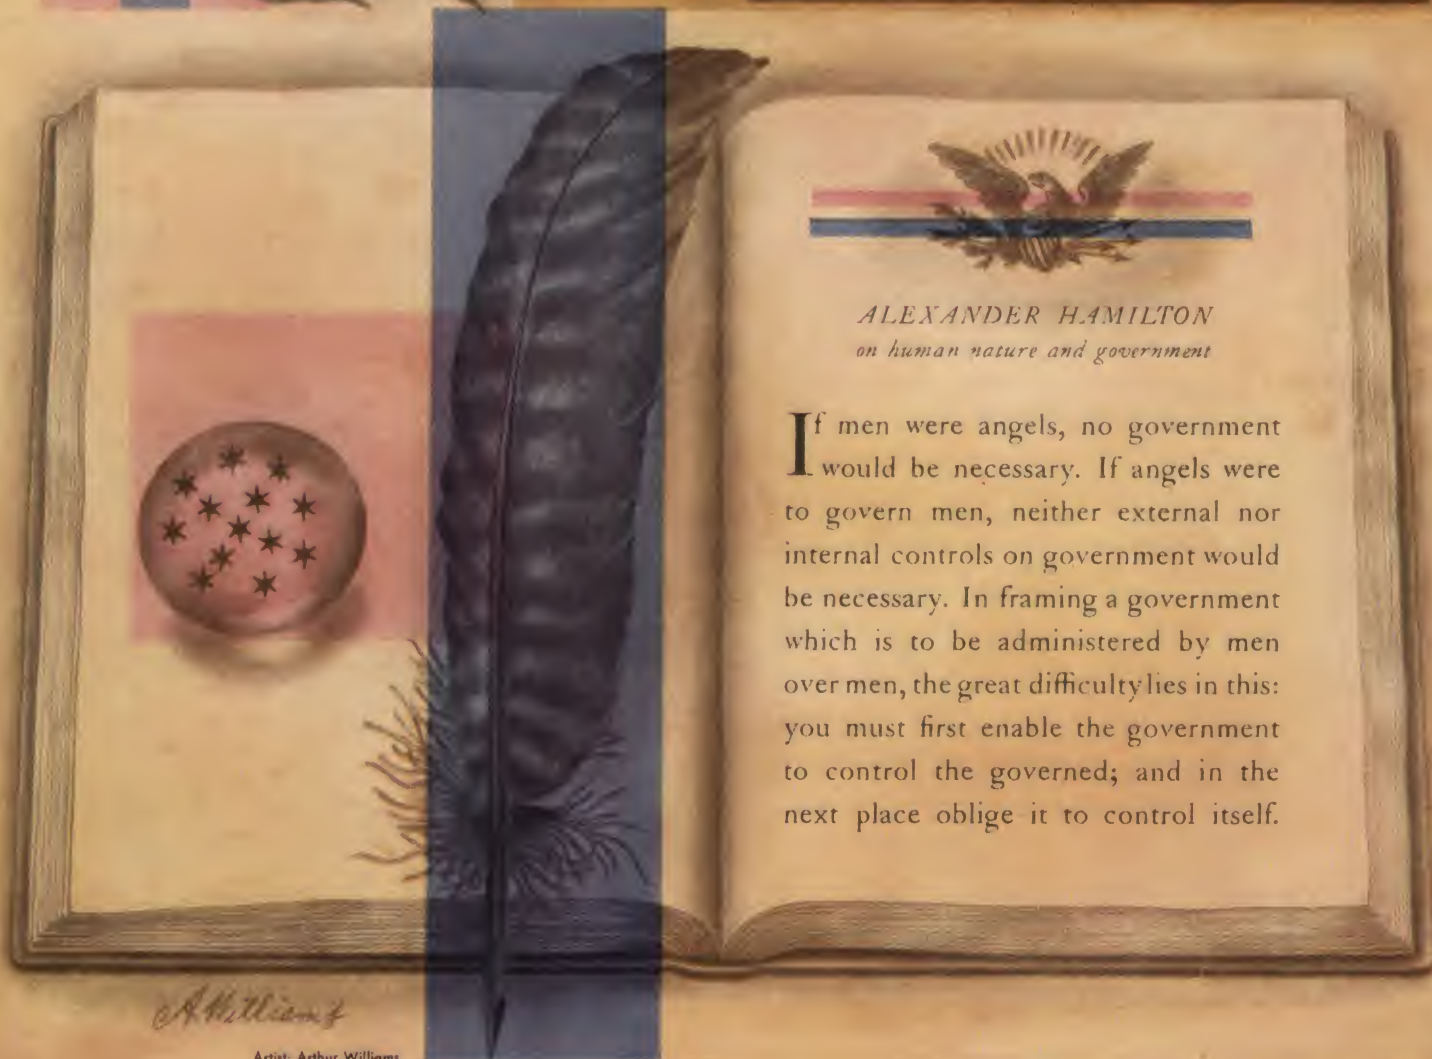 ALEXANDER HAMILTON
on human nature and government
If men were angels, no government
would be necessary. If angels were
to govern men, neither external nor
internal controls on government would
be necessary. In framing a government
which is to be administered by men
over men, the great difficulty lies in this:
you must first enable the government
to control the governed; and in the
next place oblige it to control itself.
A. Williams
Artist: Arthur Williams